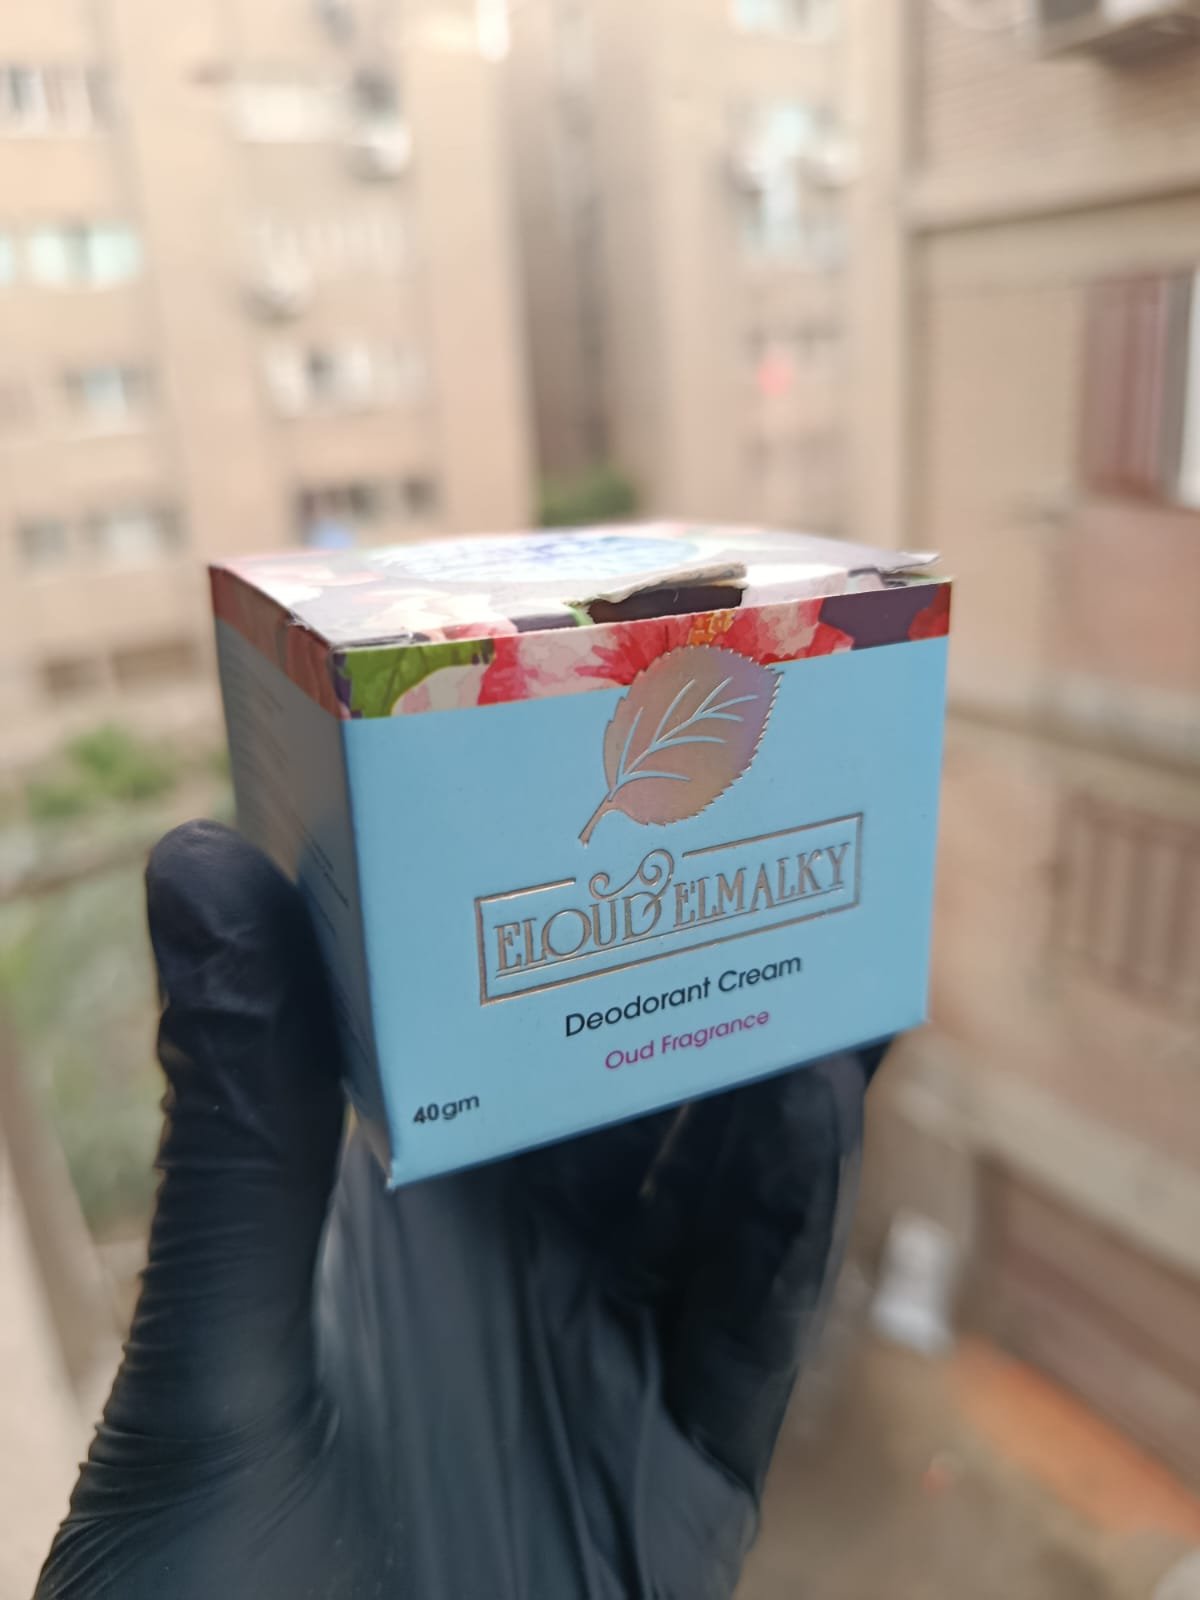 ELOUD ELMALKY
Deodorant Cream
Oud Fragrance
40gm